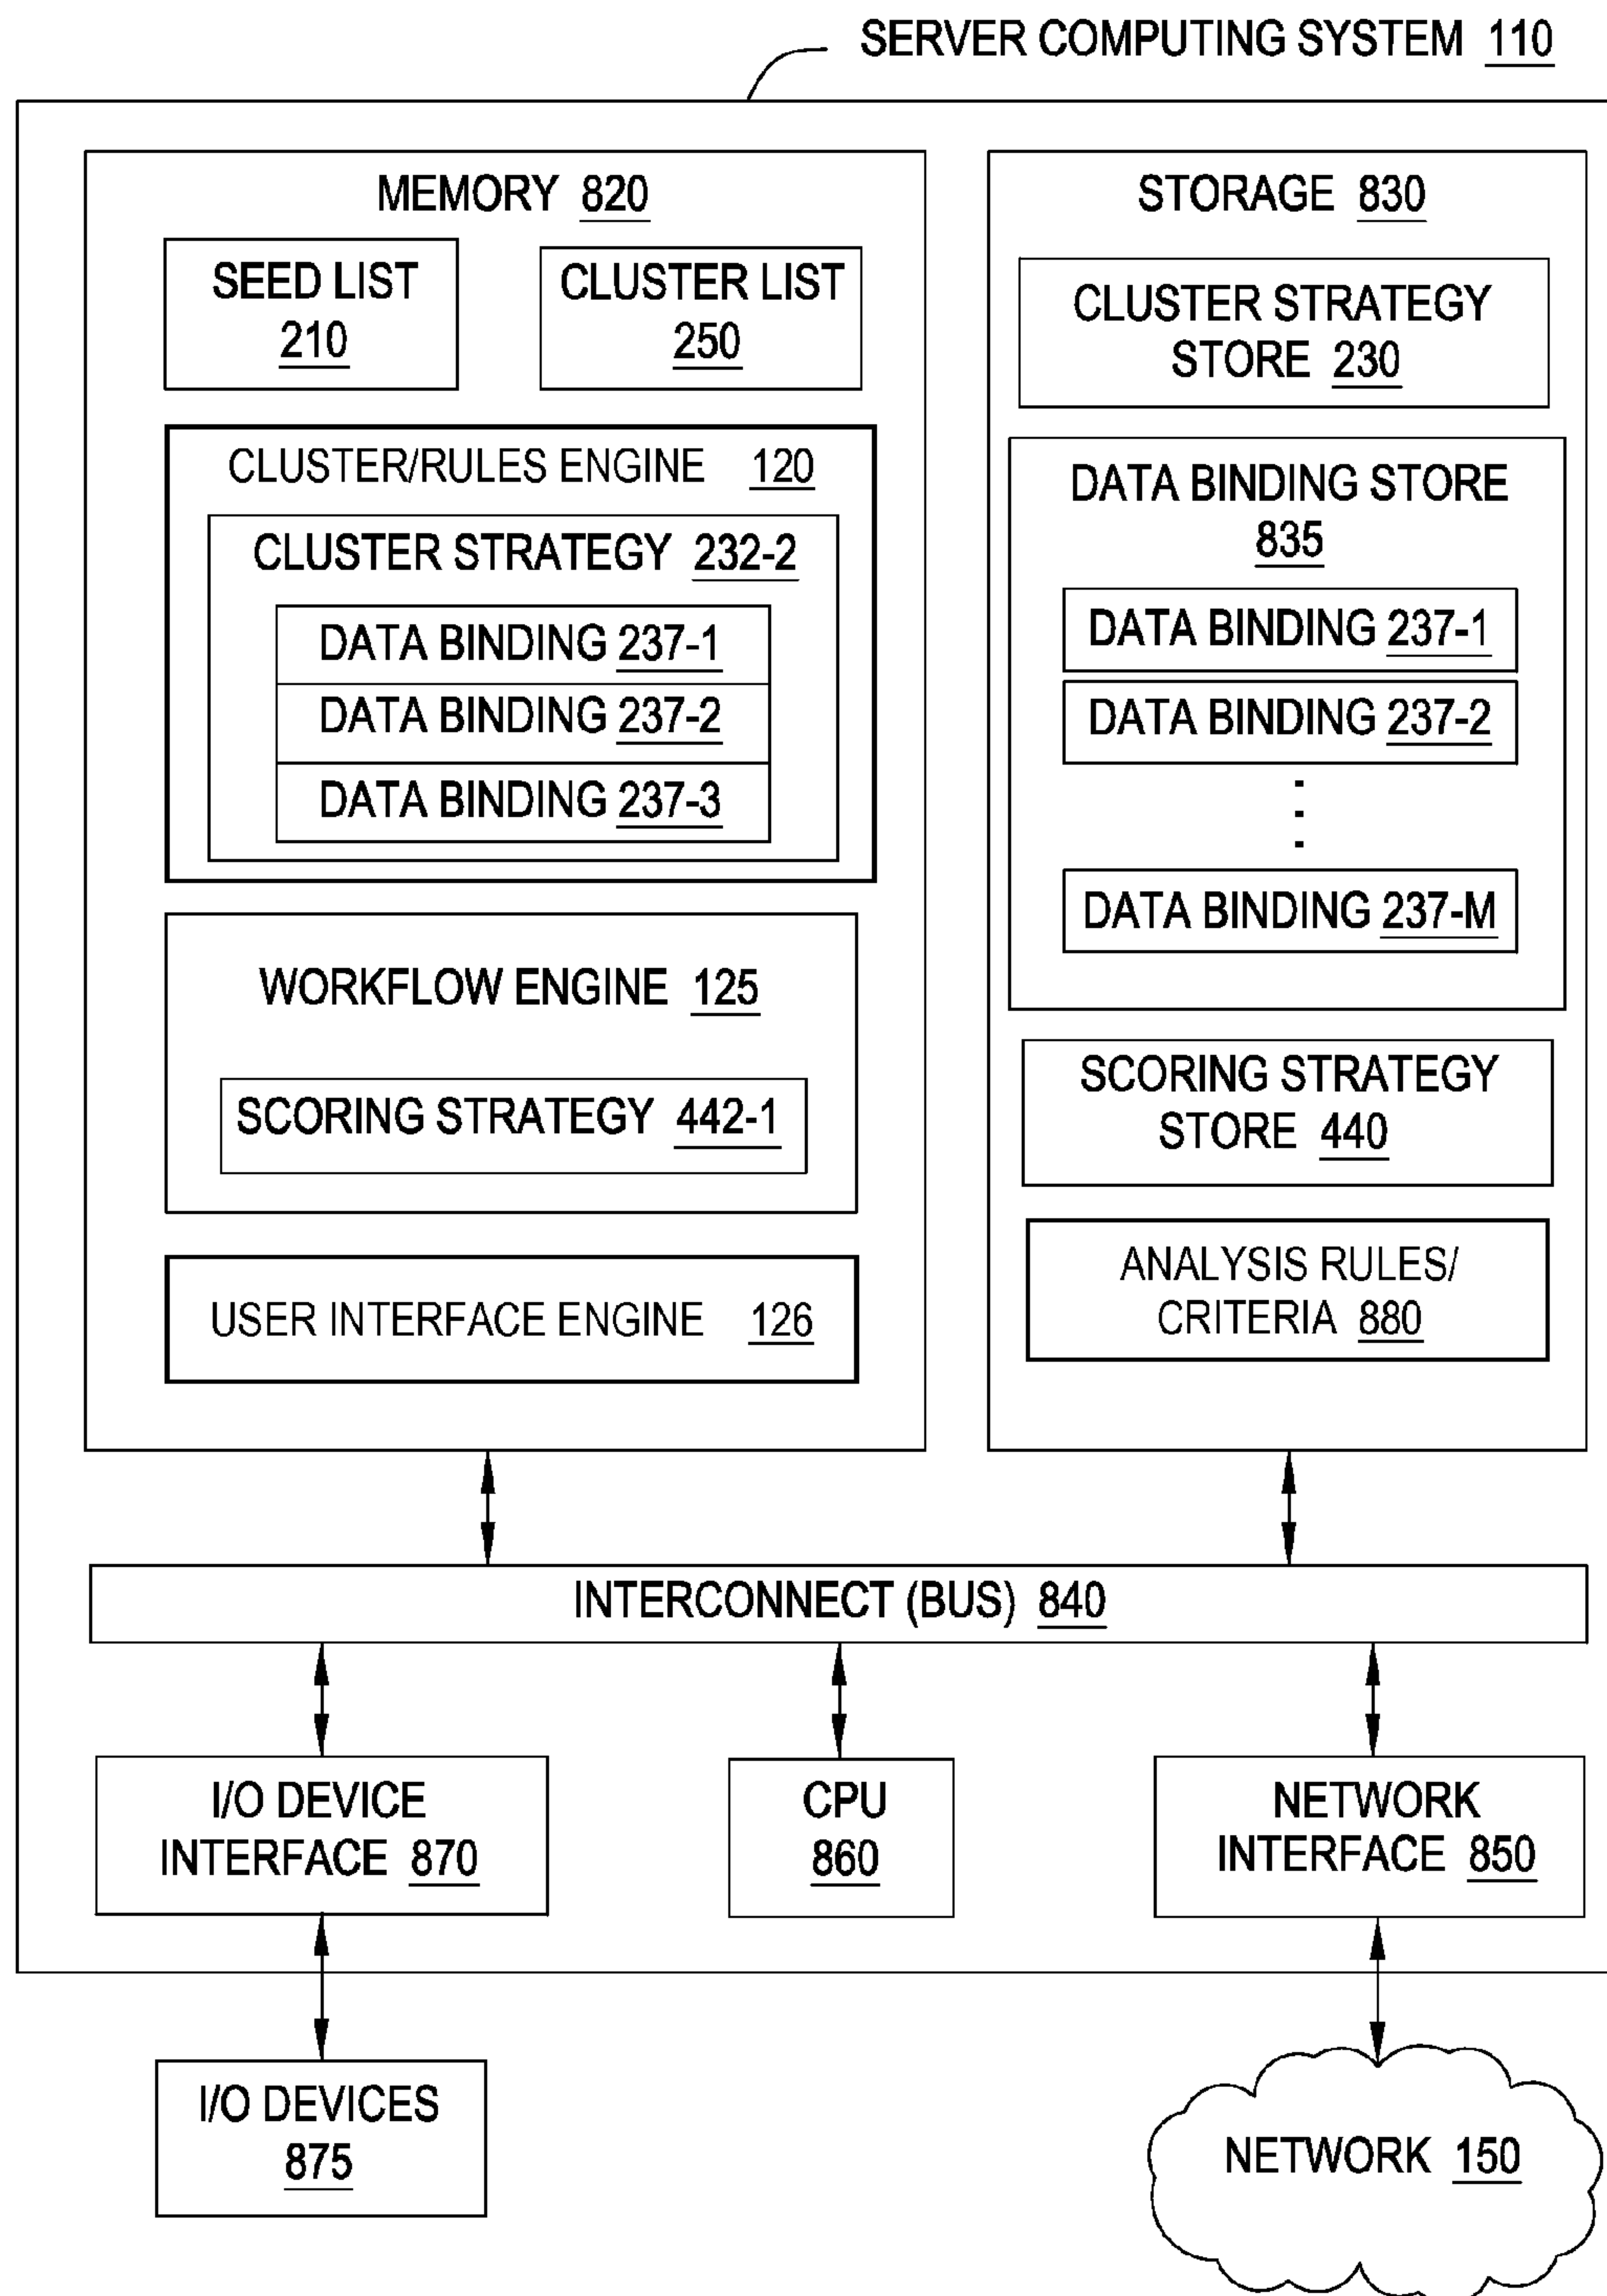 SERVER COMPUTING SYSTEM 110
MEMORY 820
SEED LIST
210
CLUSTER LIST
250
CLUSTER/RULES ENGINE 120
CLUSTER STRATEGY 232-2
DATA BINDING 237-1
DATA BINDING 237-2
DATA BINDING 237-3
WORKFLOW ENGINE 125
SCORING STRATEGY 442-1
USER INTERFACE ENGINE 126
STORAGE 830
CLUSTER STRATEGY
STORE 230
DATA BINDING STORE
835
DATA BINDING 237-1
DATA BINDING 237-2
DATA BINDING 237-M
SCORING STRATEGY
STORE 440
ANALYSIS RULES/
CRITERIA 880
INTERCONNECT (BUS) 840
I/O DEVICE
INTERFACE 870
CPU
860
NETWORK
INTERFACE 850
I/O DEVICES
875
NETWORK 150